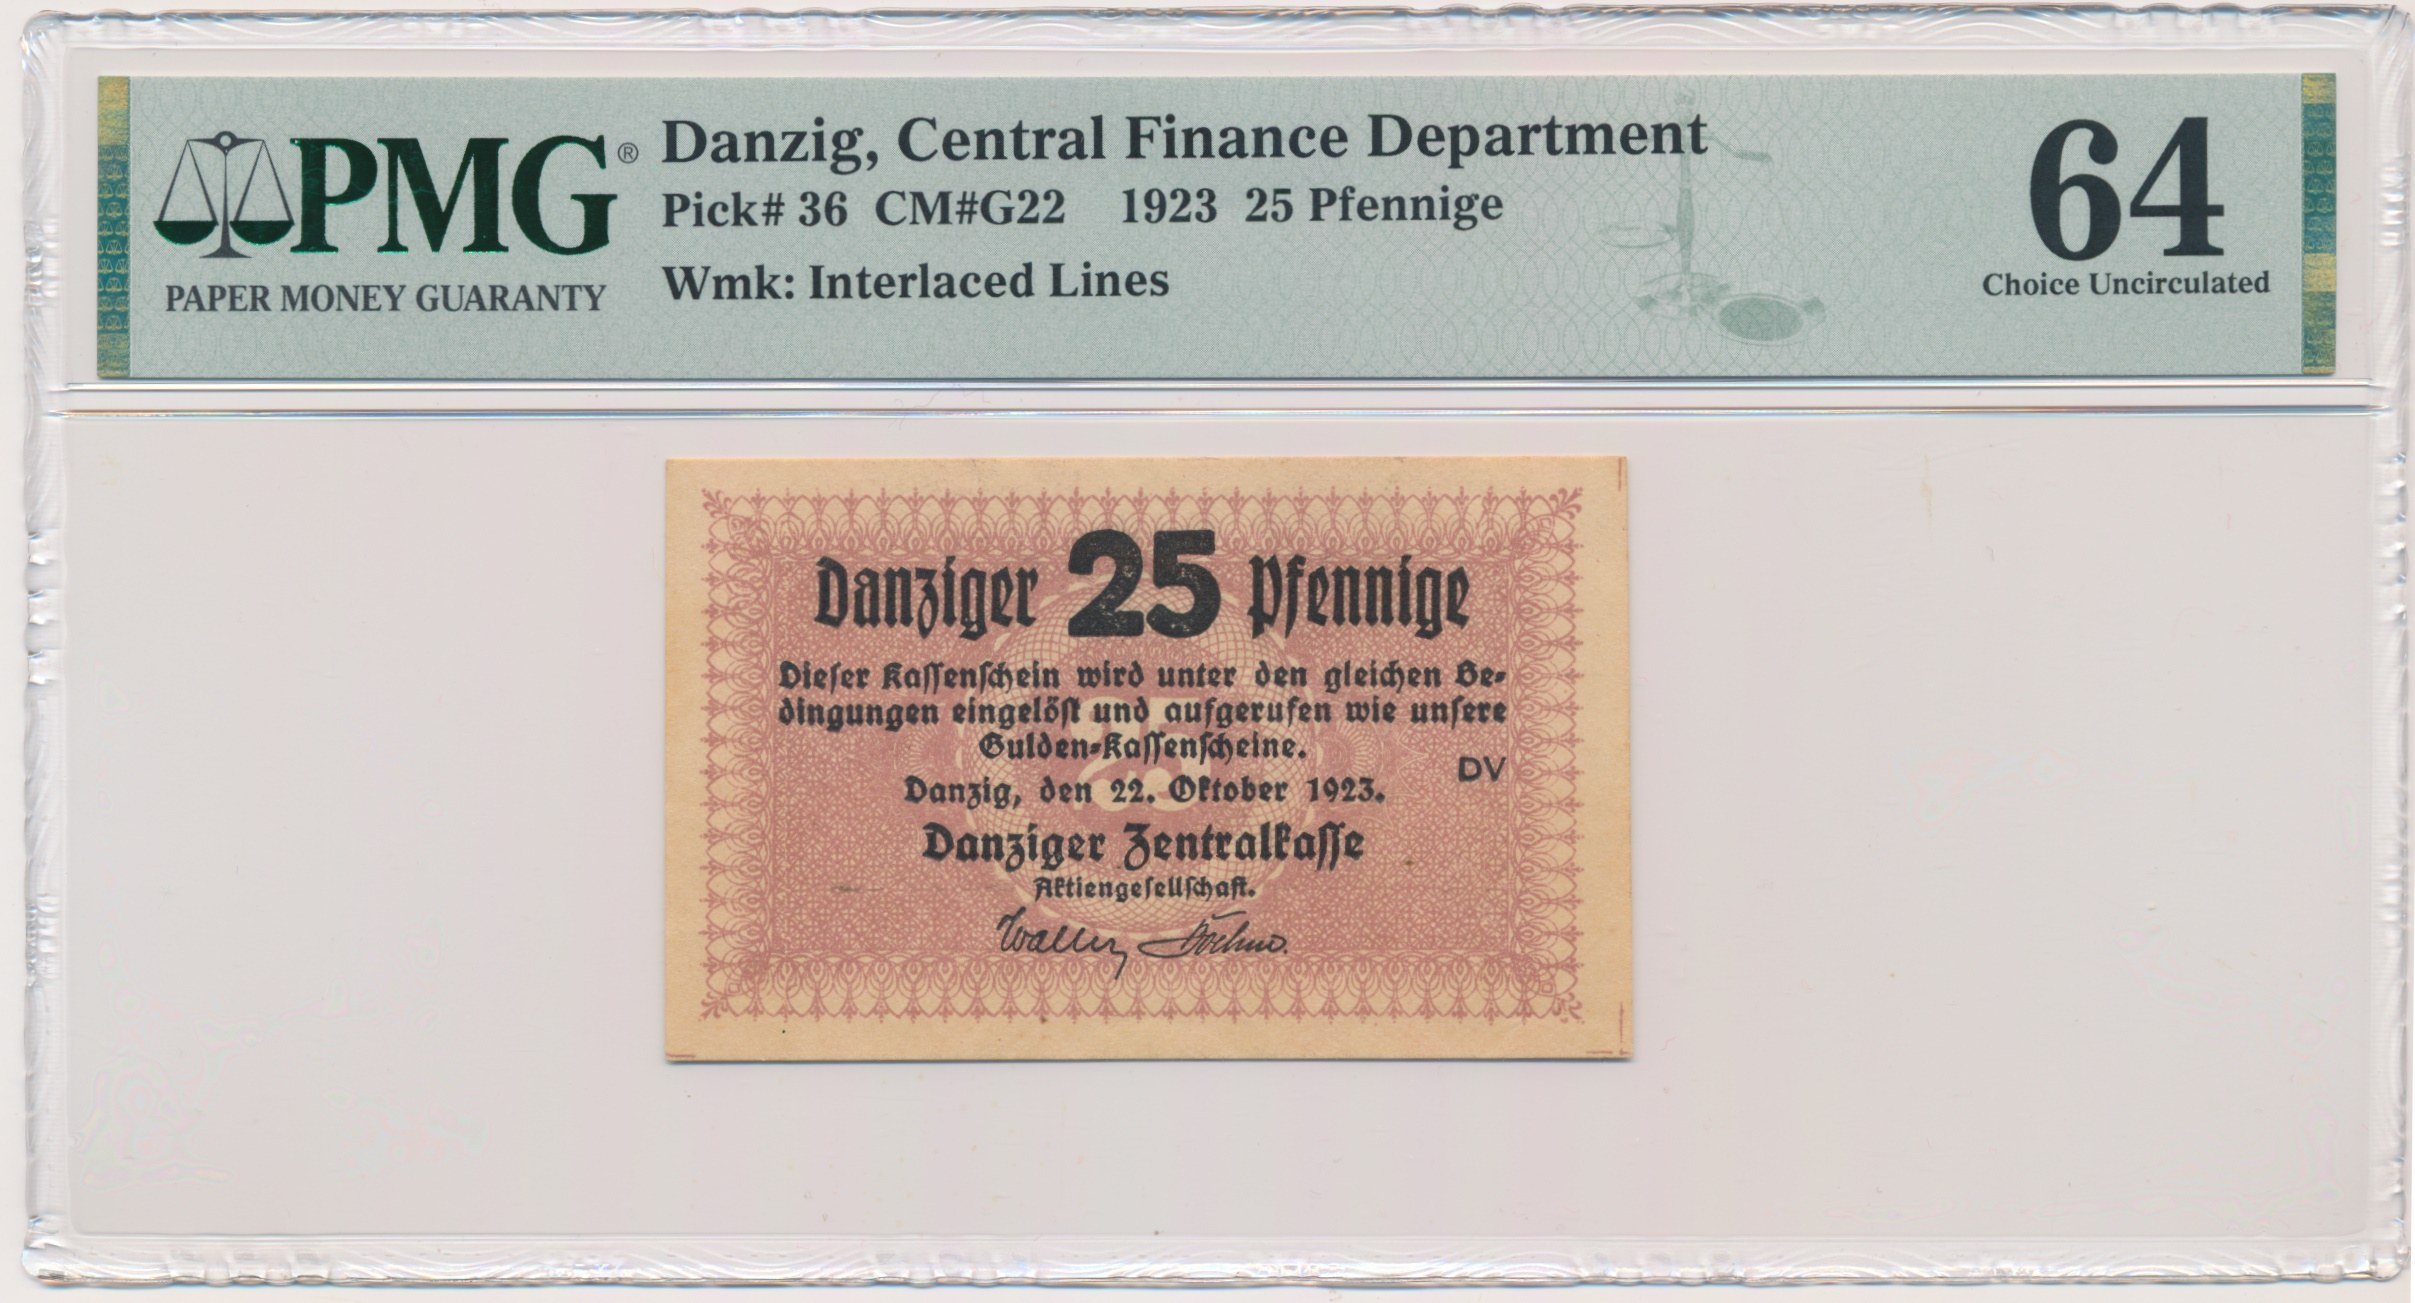 PMG®
PAPER MONEY GUARANTY
Danzig, Central Finance Department
Pick# 36 CM#G22 1923 25 Pfennige
Wmk: Interlaced Lines
64
Choice Uncirculated
Danziger 25 Pfennige
Dieser Kassenschein wird unter den gleichen Be-
dingungen eingelöst und aufgerufen wie unsere
Gulden-Kassenscheine.
DV
Danzig, den 22. Oktober 1923.
Danziger Zentralkasse
Aktiengesellschaft.
25